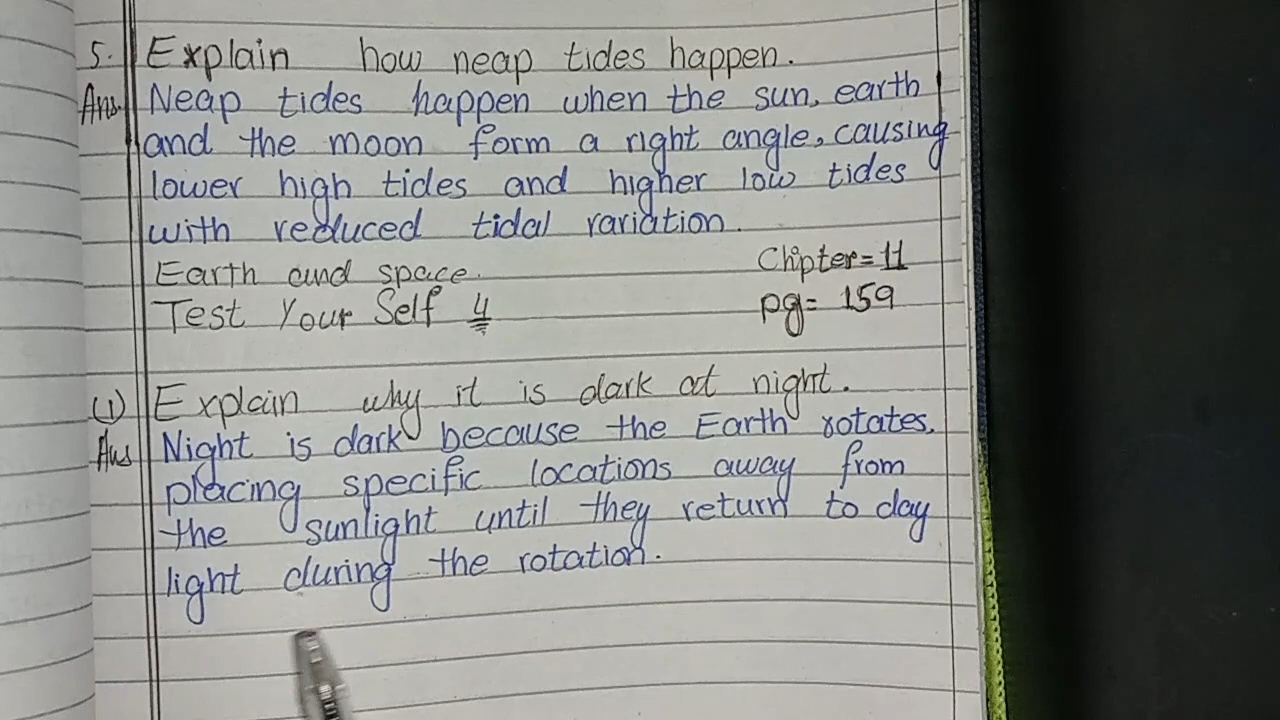 5. Explain how neap tides happen.
Ans. Neap tides happen when the sun, earth
and the moon form a right angle, causing
lower high tides and higher low tides
with reduced tidal variation.
Earth and space. Chipter=11
Test Your Self 4 pg= 159
(1) Explain why it is dark at night.
Ans Night is dark because the Earth rotates,
placing specific locations away from
the sunlight until they return to day
light during the rotation.